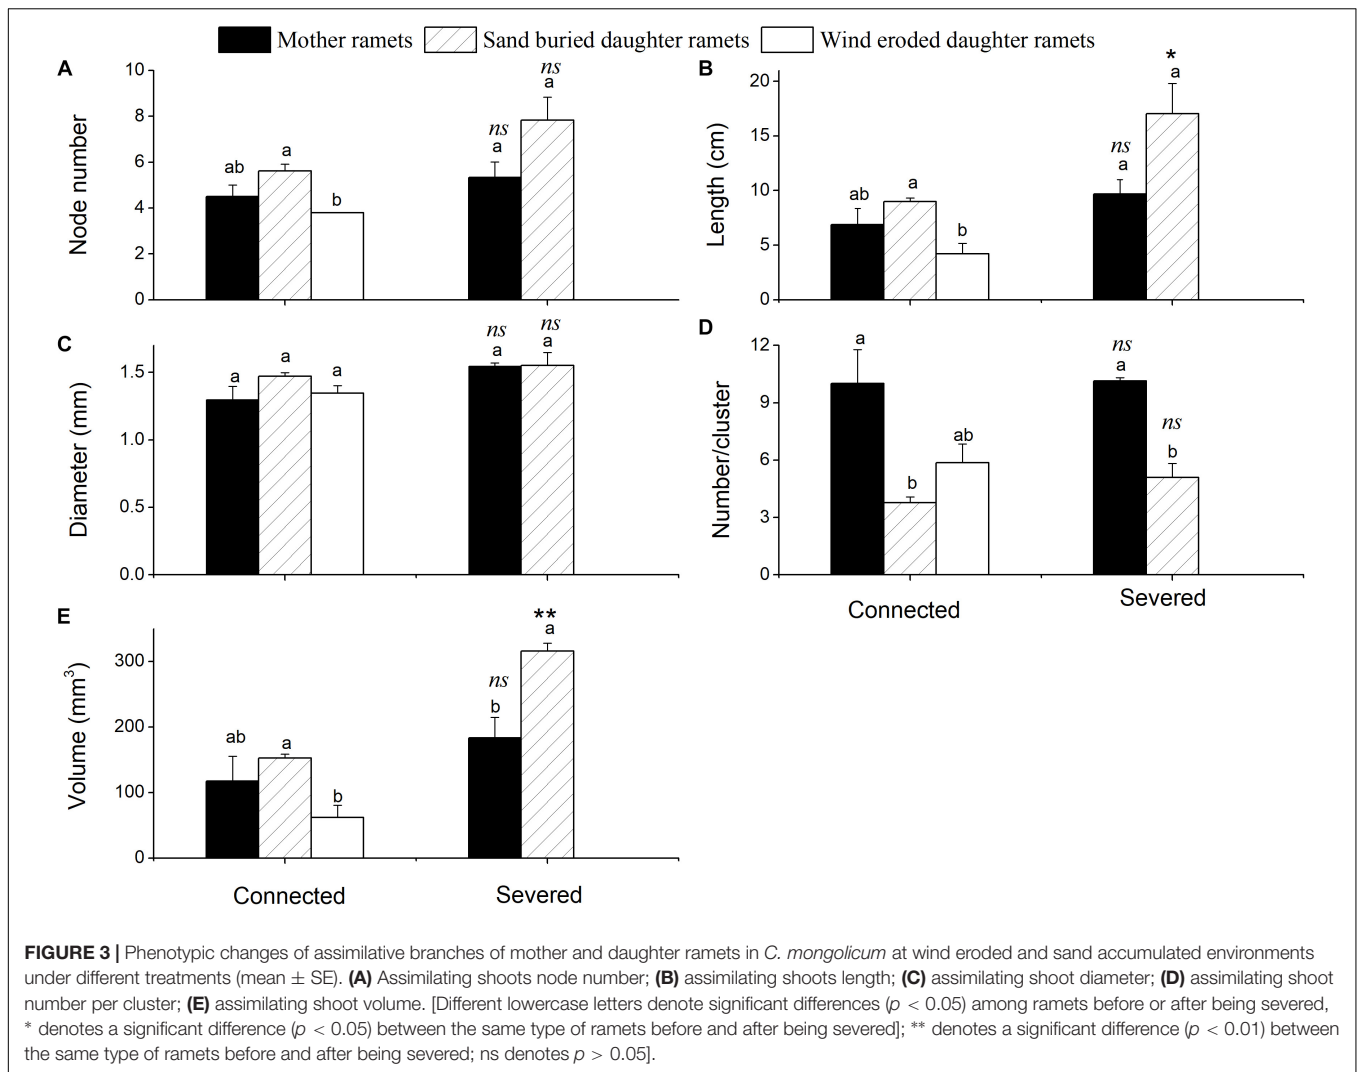 Mother ramets Sand buried daughter ramets Wind eroded daughter ramets
A
Node number
10
8
6
4
2
0
ab
a
b
ns
a
ns
a
B
Length (cm)
20
15
10
5
0
ab
a
b
ns
a
*
a
C
Diameter (mm)
1.5
1.0
0.5
0.0
a
a
a
ns
a
ns
a
D
Number/cluster
12
9
6
3
0
a
b
ab
ns
a
ns
b
Connected
Severed
E
Volume (mm³)
300
200
100
0
ab
a
b
ns
b
**
a
Connected
Severed
FIGURE 3 | Phenotypic changes of assimilative branches of mother and daughter ramets in C. mongolicum at wind eroded and sand accumulated environments
under different treatments (mean ± SE). (A) Assimilating shoots node number; (B) assimilating shoots length; (C) assimilating shoot diameter; (D) assimilating shoot
number per cluster; (E) assimilating shoot volume. [Different lowercase letters denote significant differences (p < 0.05) among ramets before or after being severed,
* denotes a significant difference (p < 0.05) between the same type of ramets before and after being severed]; ** denotes a significant difference (p < 0.01) between
the same type of ramets before and after being severed; ns denotes p > 0.05].